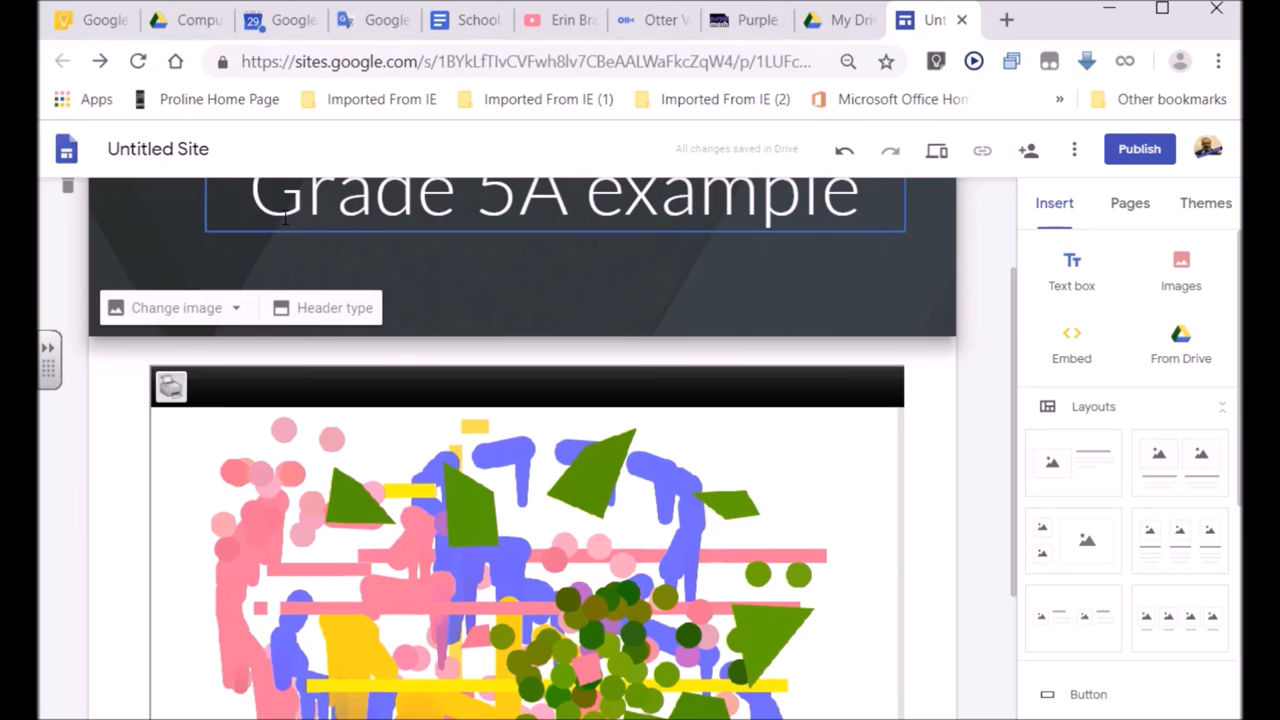 Google
Compu
29
Google
Google
School
Erin Bra
Otter V
Purple
My Dri
Unt
https://sites.google.com/s/1BYkLfTIvCVFwh8lv7CBeAALWaFkcZqW4/p/1LUFc...
Apps
Proline Home Page
Imported From IE
Imported From IE (1)
Imported From IE (2)
Microsoft Office Hom
»
Other bookmarks
Untitled Site
All changes saved in Drive
Publish
Grade 5A example
Insert
Pages
Themes
Tт
Text box
Images
Change image
Header type
Embed
From Drive
Layouts
Button